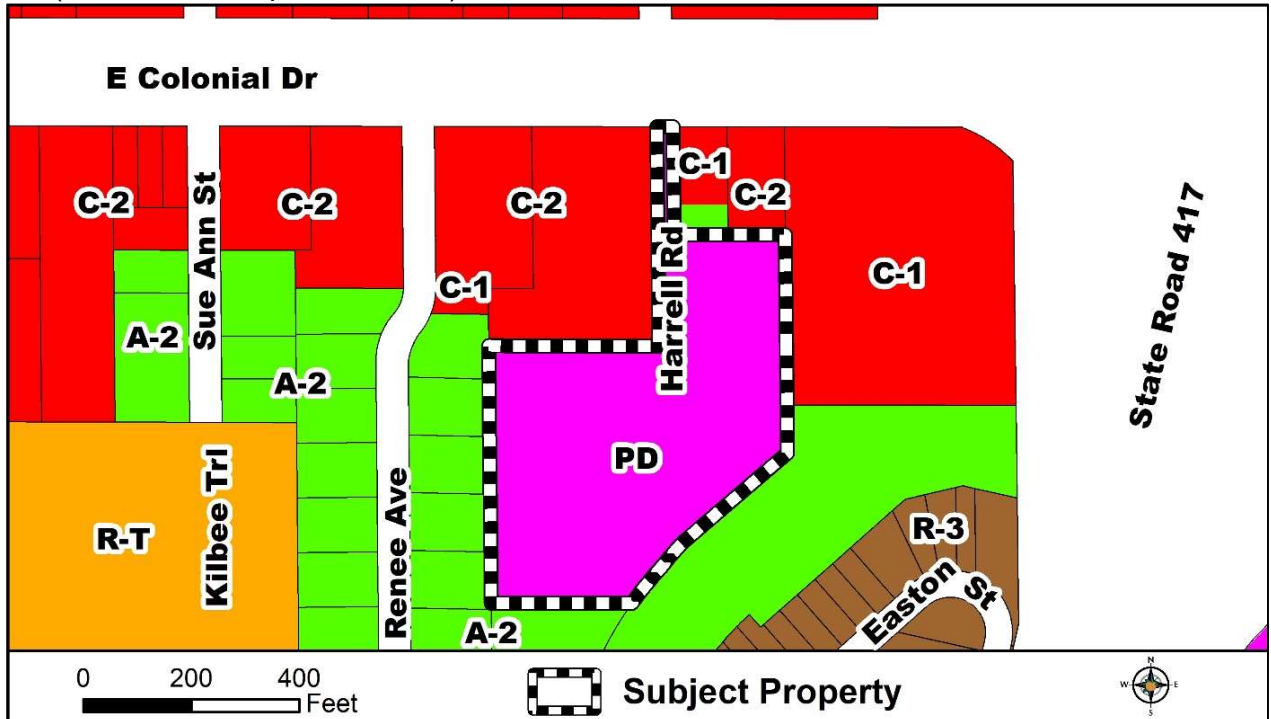 E Colonial Dr
C-1
C-2
Sue Ann St
C-2
C-2
Harrell Rd
C-1
State Road 417
C-1
A-2
A-2
PD
Renee Ave
Kilbee Trl
R-T
R-3
Easton St
A-2
0 200 400
Feet
Subject Property
N
W E
S